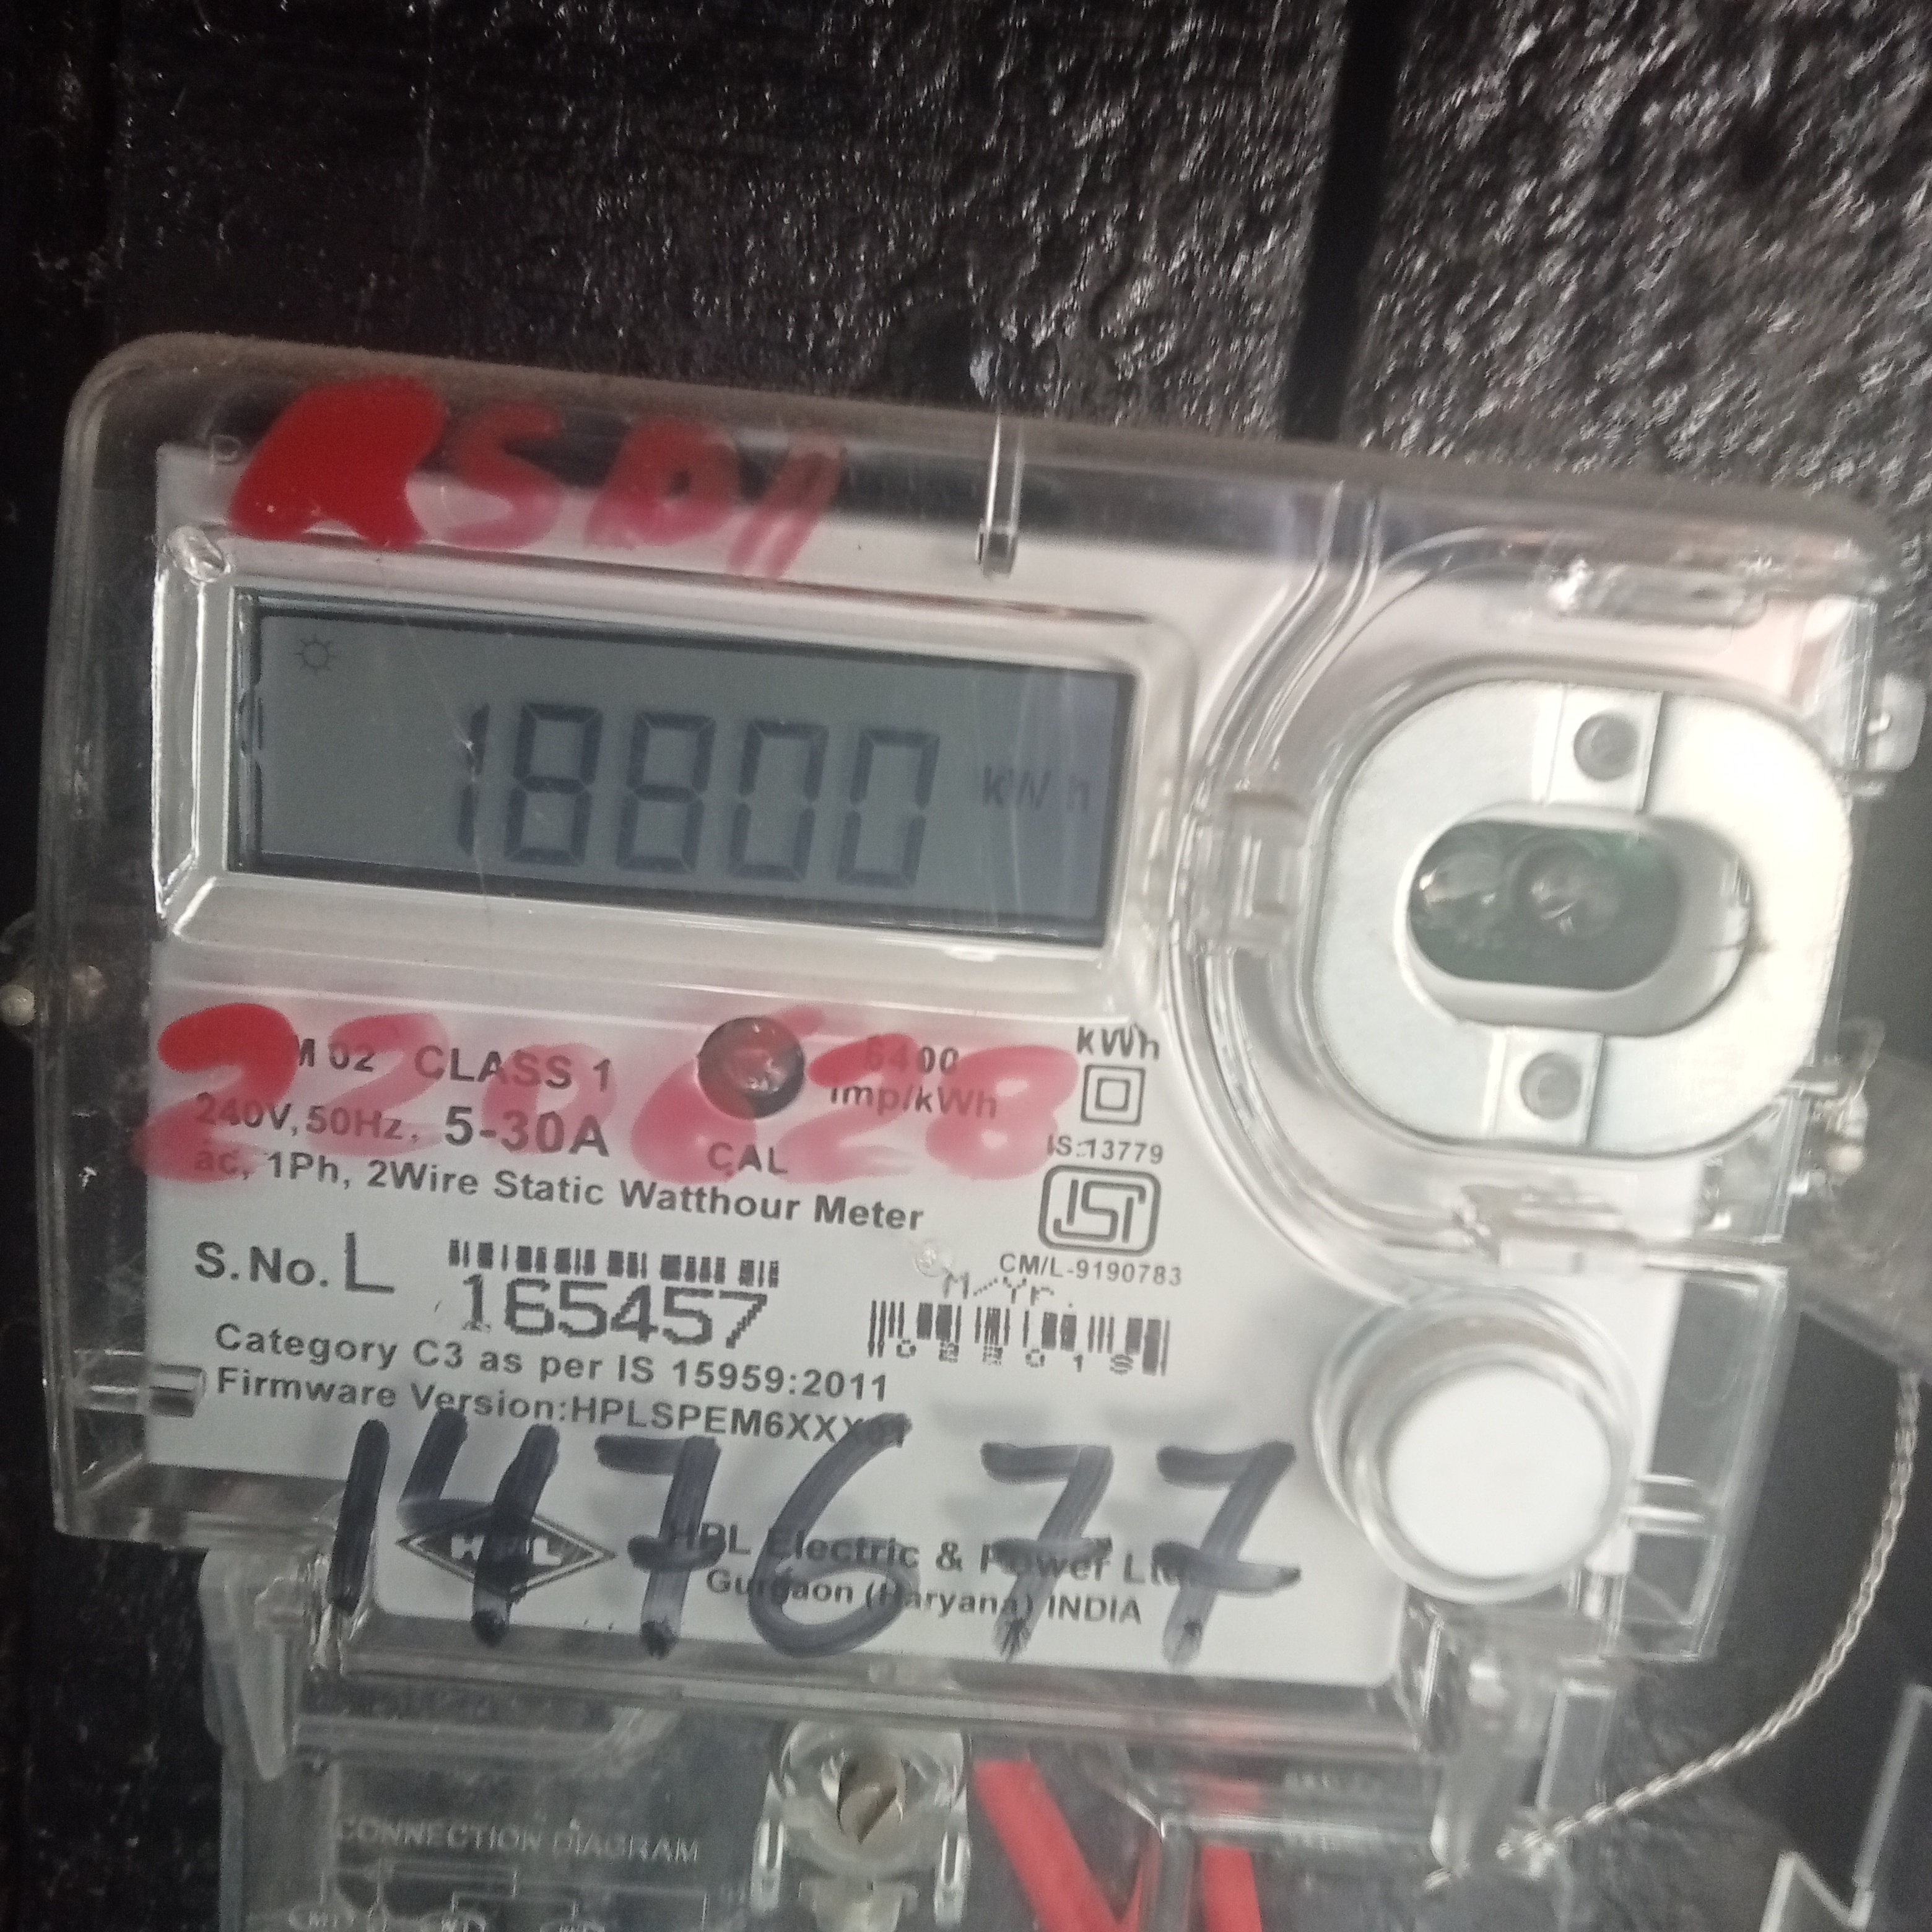 SDH
18800 kWh
220628
M 02 CLASS 1
6400
imp/kWh
kWh
240V, 50Hz, 5-30A
CAL
IS:13779
ac, 1Ph, 2Wire Static Watthour Meter
S.No. L 165457
CM/L-9190783
M-Yr.
Category C3 as per IS 15959:2011
Firmware Version:HPLSPEM6XXX01
147677
HPL
HPL Electric & Power Ltd
Gurgaon (Haryana) INDIA
CONNECTION DIAGRAM